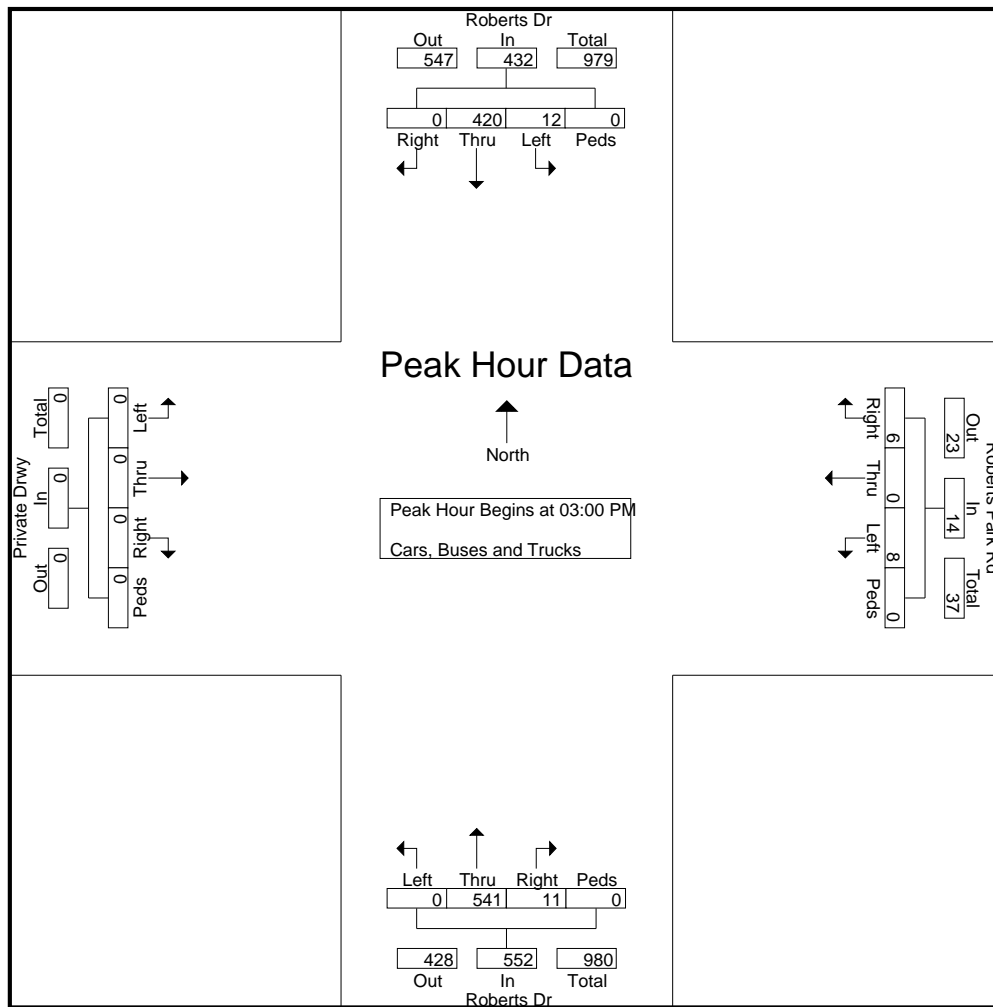 Roberts Dr
Out In Total
547 432 979
0 420 12 0
Right Thru Left Peds
Peak Hour Data
North
Peak Hour Begins at 03:00 PM
Cars, Buses and Trucks
Private Drwy
Out In Total
0 0 0
0 0 0 0
Left Thru Right Peds
Roberts Park Rd
Out In Total
23 14 37
6 0 8 0
Right Thru Left Peds
Left Thru Right Peds
0 541 11 0
428 552 980
Out In Total
Roberts Dr